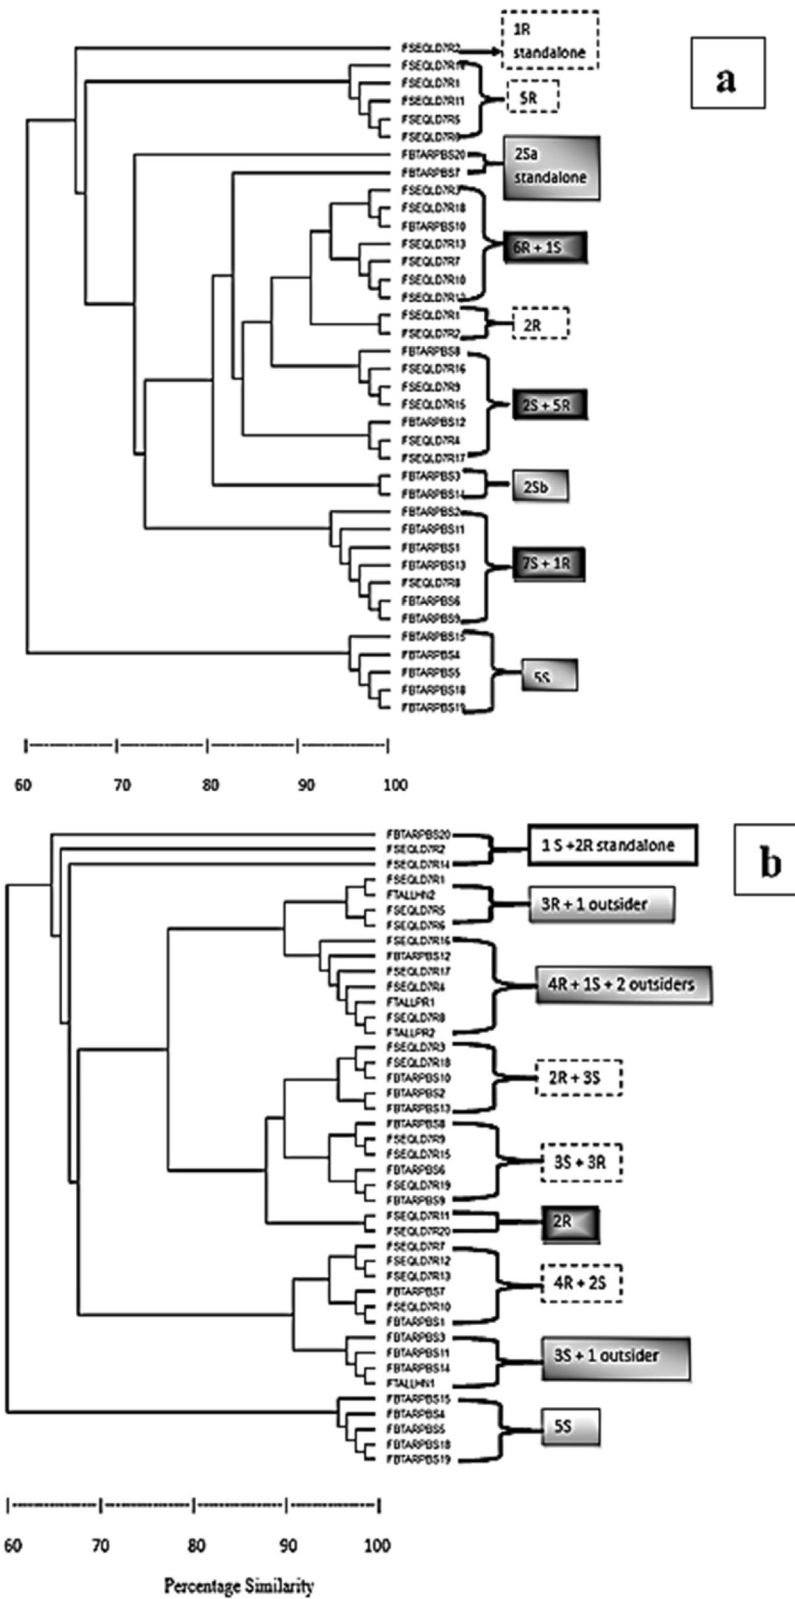 1R
standalone
a
FSEQLD7R2
5R
FSEQLD7R1
FSEQLD7R11
FSEQLD7R5
FSEQLD7R6
FBTARPBS20
2Sa
standalone
FBTARPBS7
FSEQLD7R3
FSEQLD7R18
FBTARPBS10
FSEQLD7R13
6R + 1S
FSEQLD7R7
FSEQLD7R10
FSEQLD7R12
FSEQLD7R1
2R
FSEQLD7R2
FBTARPBS8
FSEQLD7R16
FSEQLD7R9
FSEQLD7R15
2S + 5R
FBTARPBS12
FSEQLD7R4
FSEQLD7R17
FBTARPBS3
2Sb
FBTARPBS14
FBTARPBS2
FBTARPBS11
FBTARPBS1
FBTARPBS13
7S + 1R
FSEQLD7R8
FBTARPBS6
FBTARPBS9
FBTARPBS15
FBTARPBS4
FBTARPBS5
5S
FBTARPBS18
FBTARPBS19
60 70 80 90 100
b
FBTARPBS20
FSEQLD7R2
1 S +2R standalone
FSEQLD7R14
FSEQLD7R1
FTALLHN2
3R + 1 outsider
FSEQLD7R5
FSEQLD7R6
FSEQLD7R16
FBTARPBS12
FSEQLD7R17
FSEQLD7R4
4R + 1S + 2 outsiders
FTALLPR1
FSEQLD7R8
FTALLPR2
FSEQLD7R3
FSEQLD7R18
FBTARPBS10
2R + 3S
FBTARPBS2
FBTARPBS13
FBTARPBS8
FSEQLD7R9
FSEQLD7R15
3S + 3R
FBTARPBS6
FSEQLD7R19
FBTARPBS9
FSEQLD7R11
2R
FSEQLD7R20
FSEQLD7R7
FSEQLD7R12
FSEQLD7R13
4R + 2S
FBTARPBS7
FSEQLD7R10
FBTARPBS1
FBTARPBS3
FBTARPBS11
3S + 1 outsider
FBTARPBS14
FTALLHN1
FBTARPBS15
FBTARPBS4
FBTARPBS5
5S
FBTARPBS18
FBTARPBS19
60 70 80 90 100
Percentage Similarity